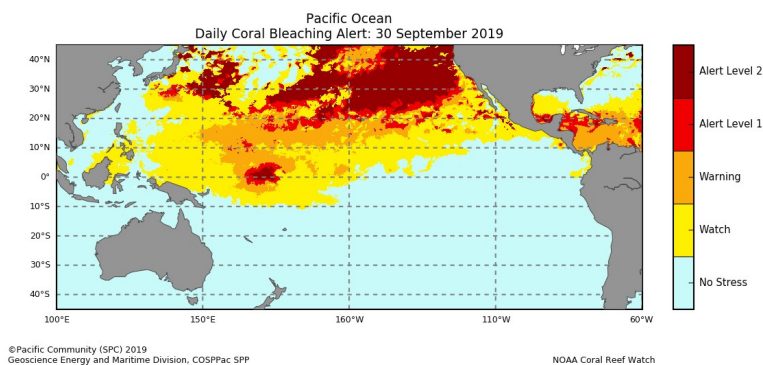 Pacific Ocean
Daily Coral Bleaching Alert: 30 September 2019
40°N
30°N
20°N
10°N
0°
10°S
20°S
30°S
40°S
100°E
150°E
160°W
110°W
60°W
Alert Level 2
Alert Level 1
Warning
Watch
No Stress
©Pacific Community (SPC) 2019
Geoscience Energy and Maritime Division, COSPPac SPP
NOAA Coral Reef Watch